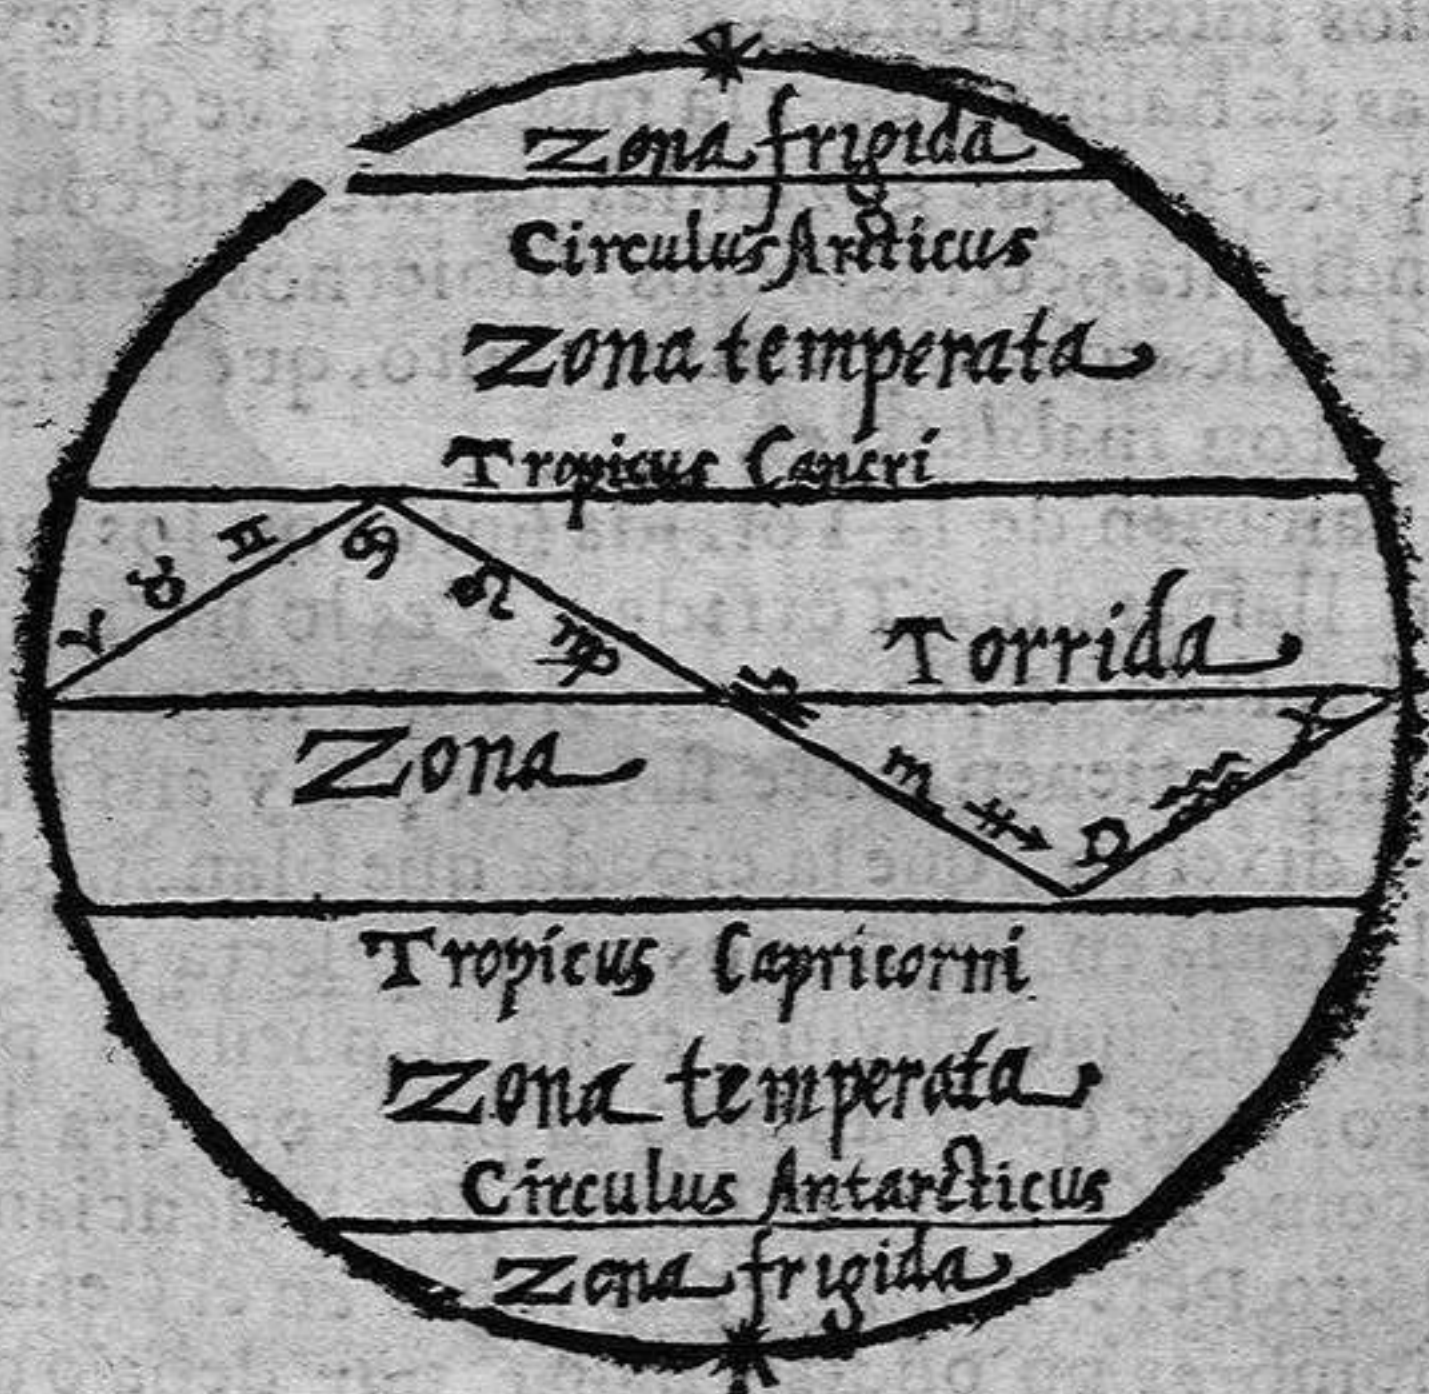 Zona frigida
Circulus Arcticus
Zona temperata
Tropicus Cancri
♈ ♉ ♊ ♋ ♌ ♍ ♎ ♏ ♐ ♑ ♒ ♓
Torrida
Zona
Tropicus Capricorni
Zona temperata
Circulus Antarcticus
Zona frigida